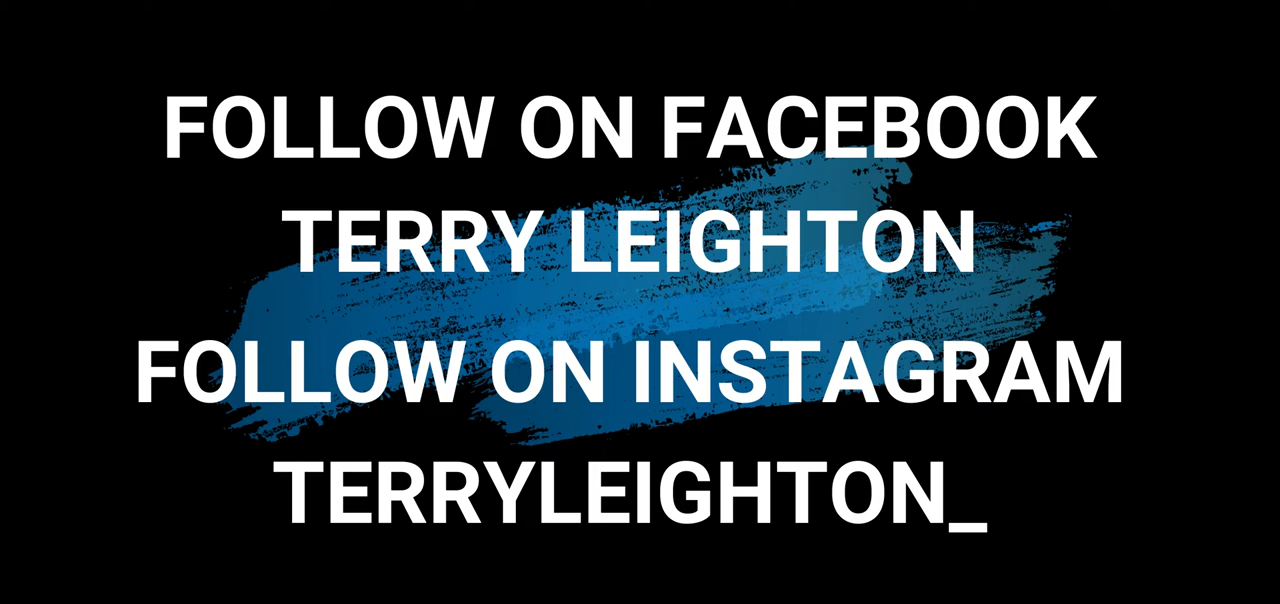 FOLLOW ON FACEBOOK
TERRY LEIGHTON
FOLLOW ON INSTAGRAM
TERRYLEIGHTON_